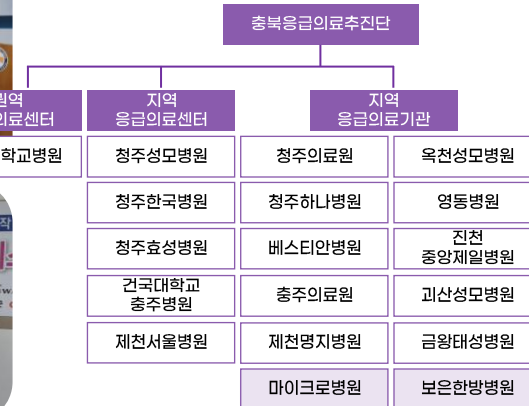 충북응급의료추진단
권역
의료센터
지역
응급의료센터
지역
응급의료기관
학교병원
청주성모병원
청주의료원
옥천성모병원
청주한국병원
청주하나병원
영동병원
청주효성병원
베스티안병원
진천
중앙제일병원
건국대학교
충주병원
충주의료원
괴산성모병원
제천서울병원
제천명지병원
금왕태성병원
마이크로병원
보은한방병원